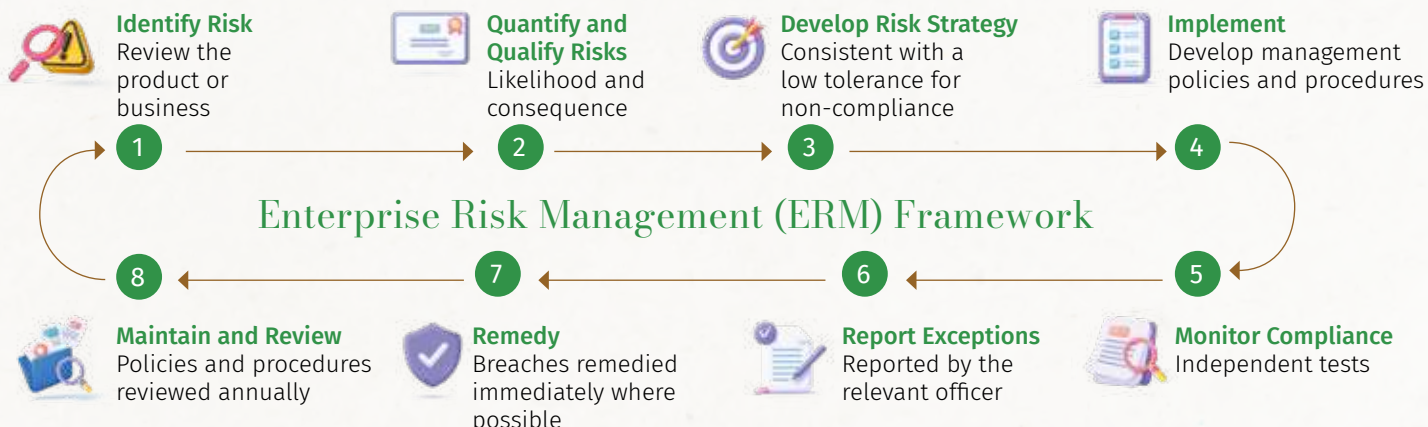 Identify Risk
Review the
product or
business
Quantify and
Qualify Risks
Likelihood and
consequence
Develop Risk Strategy
Consistent with a
low tolerance for
non-compliance
Implement
Develop management
policies and procedures
1
2
3
4
Enterprise Risk Management (ERM) Framework
8
7
6
5
Maintain and Review
Policies and procedures
reviewed annually
Remedy
Breaches remedied
immediately where
possible
Report Exceptions
Reported by the
relevant officer
Monitor Compliance
Independent tests